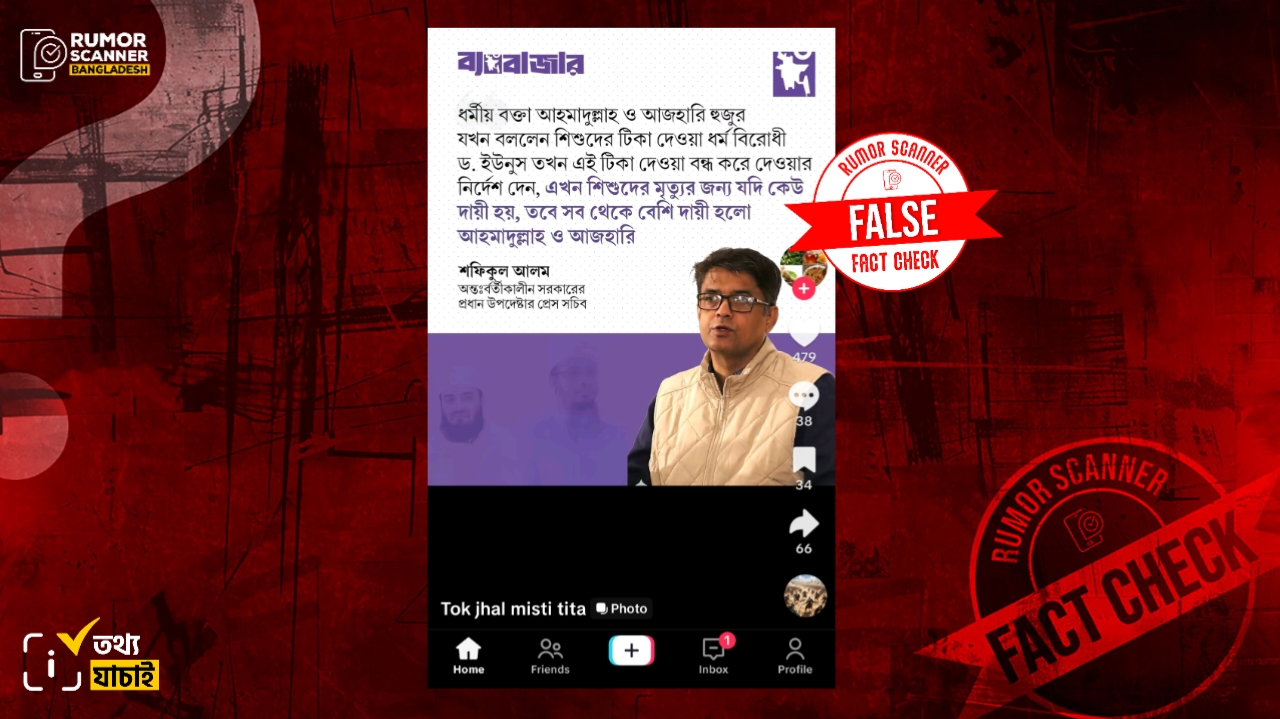 RUMOR
SCANNER
BANGLADESH
ব্যঙ্গবাজার
ধর্মীয় বক্তা আহমাদুল্লাহ ও আজহারি হুজুর
যখন বললেন শিশুদের টিকা দেওয়া ধর্ম বিরোধী
ড. ইউনুস তখন এই টিকা দেওয়া বন্ধ করে দেওয়ার
নির্দেশ দেন, এখন শিশুদের মৃত্যুর জন্য যদি কেউ
দায়ী হয়, তবে সব থেকে বেশি দায়ী হলো
আহমাদুল্লাহ ও আজহারি
শফিকুল আলম
অন্তঃবর্তীকালীন সরকারের
প্রধান উপদেষ্টার প্রেস সচিব
RUMOR SCANNER
FALSE
FACT CHECK
479
38
34
66
Tok jhal misti tita
Photo
Home
Friends
1
Inbox
Profile
তথ্য
যাচাই
RUMOR SCANNER
FACT CHECK